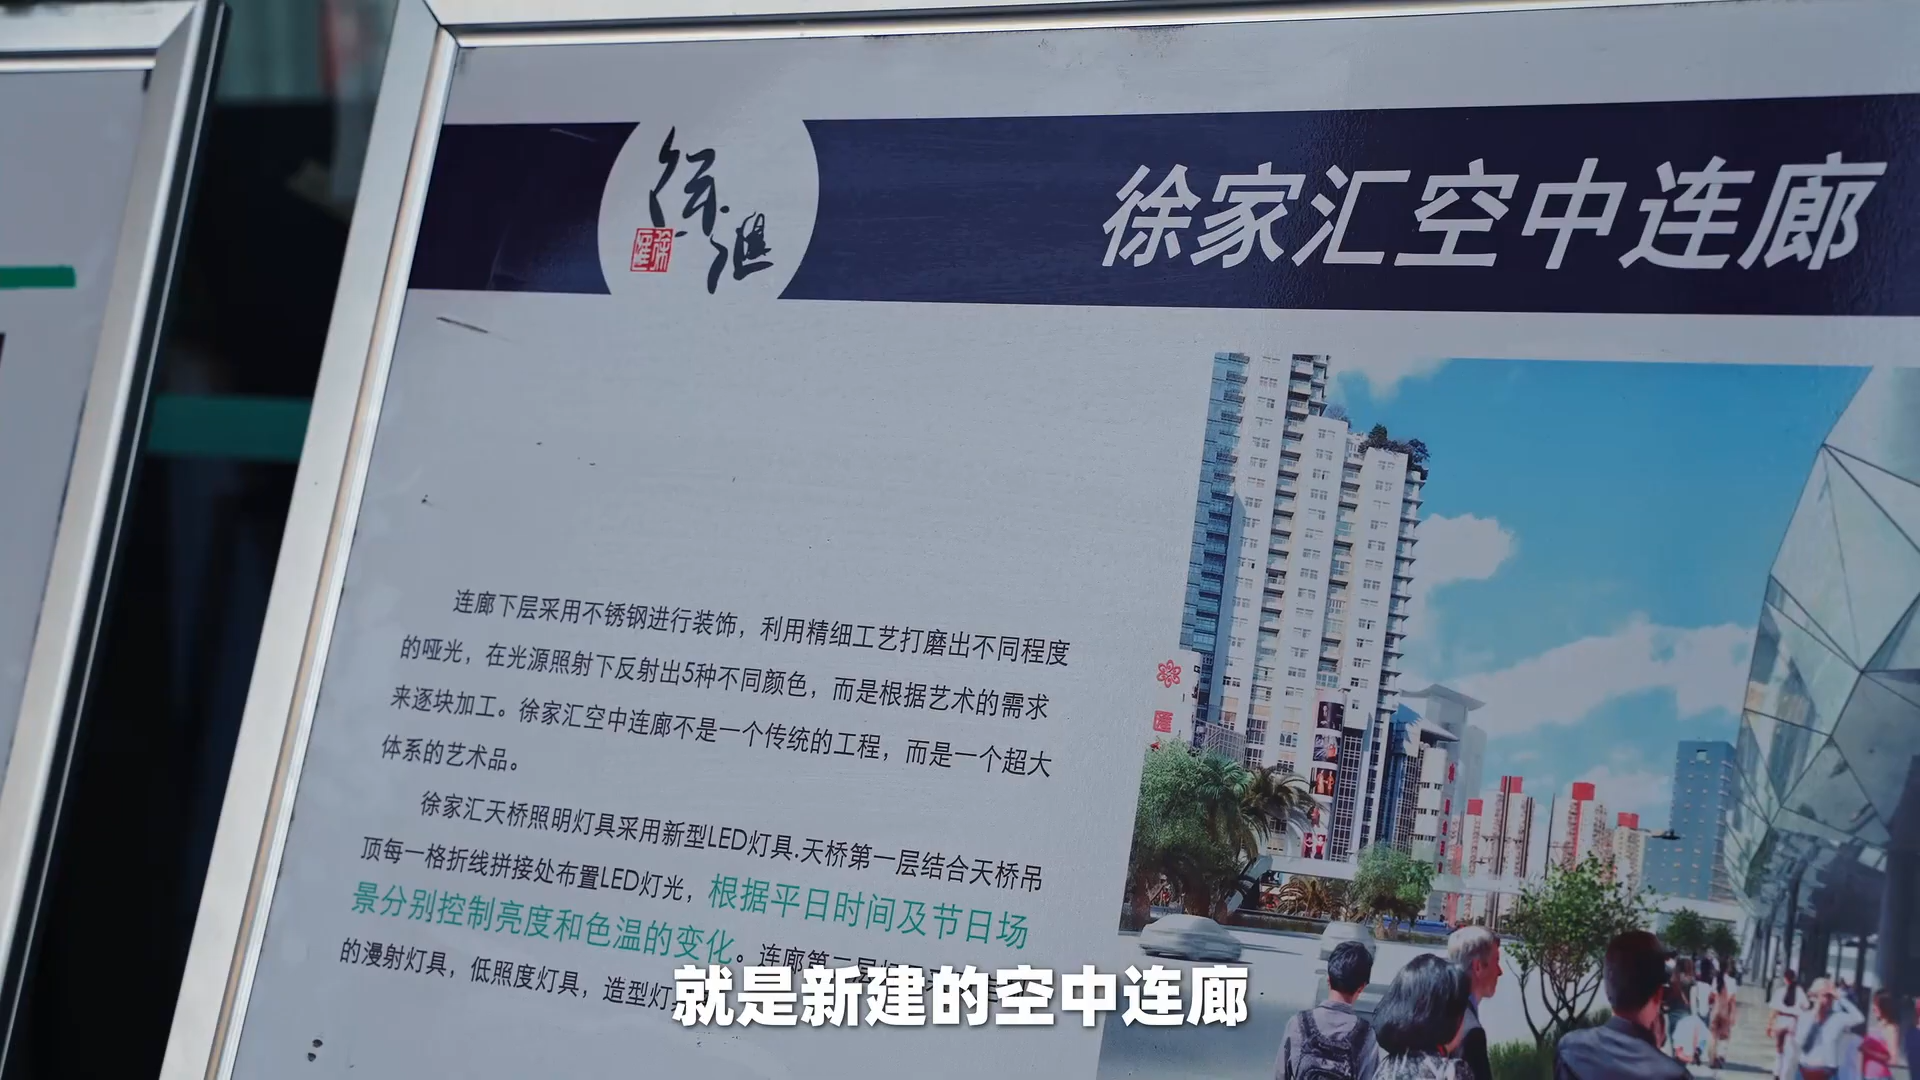 徐汇
徐家汇空中连廊
连廊下层采用不锈钢进行装饰，利用精细工艺打磨出不同程度
的哑光，在光源照射下反射出5种不同颜色，而是根据艺术的需求
来逐块加工。徐家汇空中连廊不是一个传统的工程，而是一个超大
体系的艺术品。
徐家汇天桥照明灯具采用新型LED灯具.天桥第一层结合天桥吊
顶每一格折线拼接处布置LED灯光，根据平日时间及节日场
景分别控制亮度和色温的变化。连廊第二层
的漫射灯具，低照度灯具，造型灯
就是新建的空中连廊